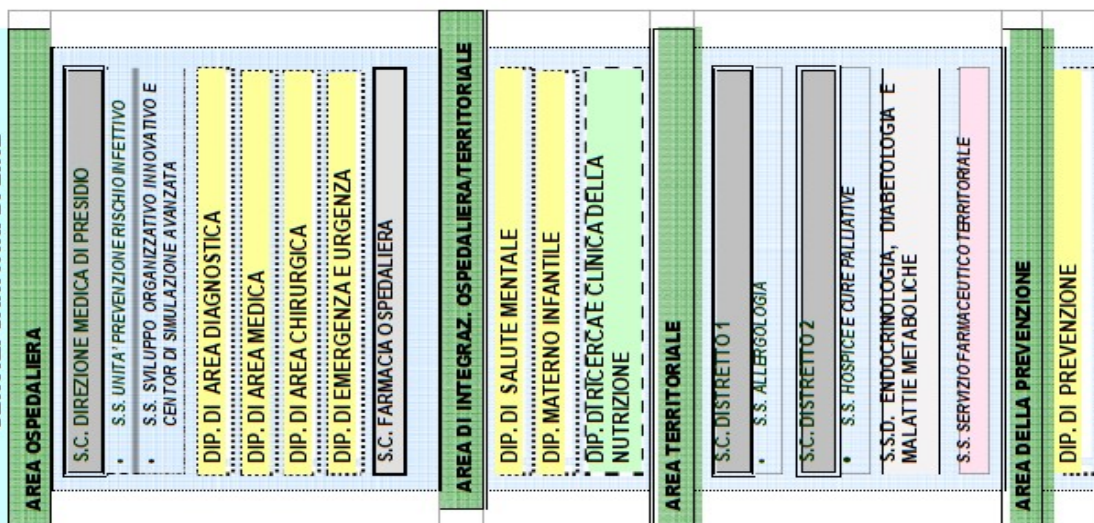 AREA OSPEDALIERA
S.C. DIREZIONE MEDICA DI PRESIDIO
• S.S. UNITA' PREVENZIONE RISCHIO INFETTIVO
• S.S. SVILUPPO ORGANIZZATIVO INNOVATIVO E
CENTOR DI SIMULAZIONE AVANZATA
DIP. DI AREA DIAGNOSTICA
DIP. DI AREA MEDICA
DIP. DI AREA CHIRURGICA
DIP. DI EMERGENZA E URGENZA
S.C. FARMACIA OSPEDALIERA
AREA DI INTEGRAZ. OSPEDALIERA/TERRITORIALE
DIP. DI SALUTE MENTALE
DIP. MATERNO INFANTILE
DIP. DI RICERCA E CLINICA DELLA
NUTRIZIONE
AREA TERRITORIALE
S.C. DISTRETTO 1
• S.S. ALLERGOLOGIA
S.C. DISTRETTO 2
• S.S. HOSPICE E CURE PALLIATIVE
S.S.D. ENDOCRINOLOGIA, DIABETOLOGIA E
MALATTIE METABOLICHE
S.S. SERVIZIO FARMACEUTICO TERRITORIALE
AREA DELLA PREVENZIONE
DIP. DI PREVENZIONE